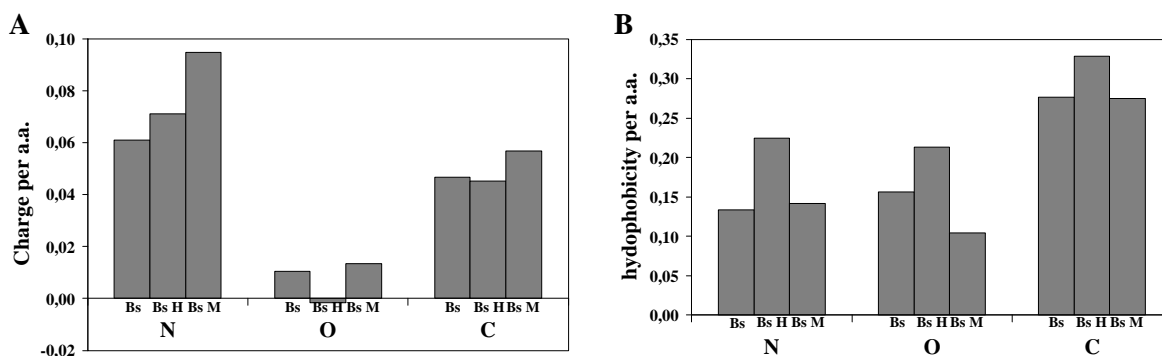 A
Charge per a.a.
0,10
0,08
0,06
0,04
0,02
0,00
-0.02
Bs Bs H Bs M Bs Bs H Bs M Bs Bs H Bs M
N O C
B
hydophobicity per a.a.
0,35
0,30
0,25
0,20
0,15
0,10
0,05
0,00
Bs Bs H Bs M Bs Bs H Bs M Bs Bs H Bs M
N O C